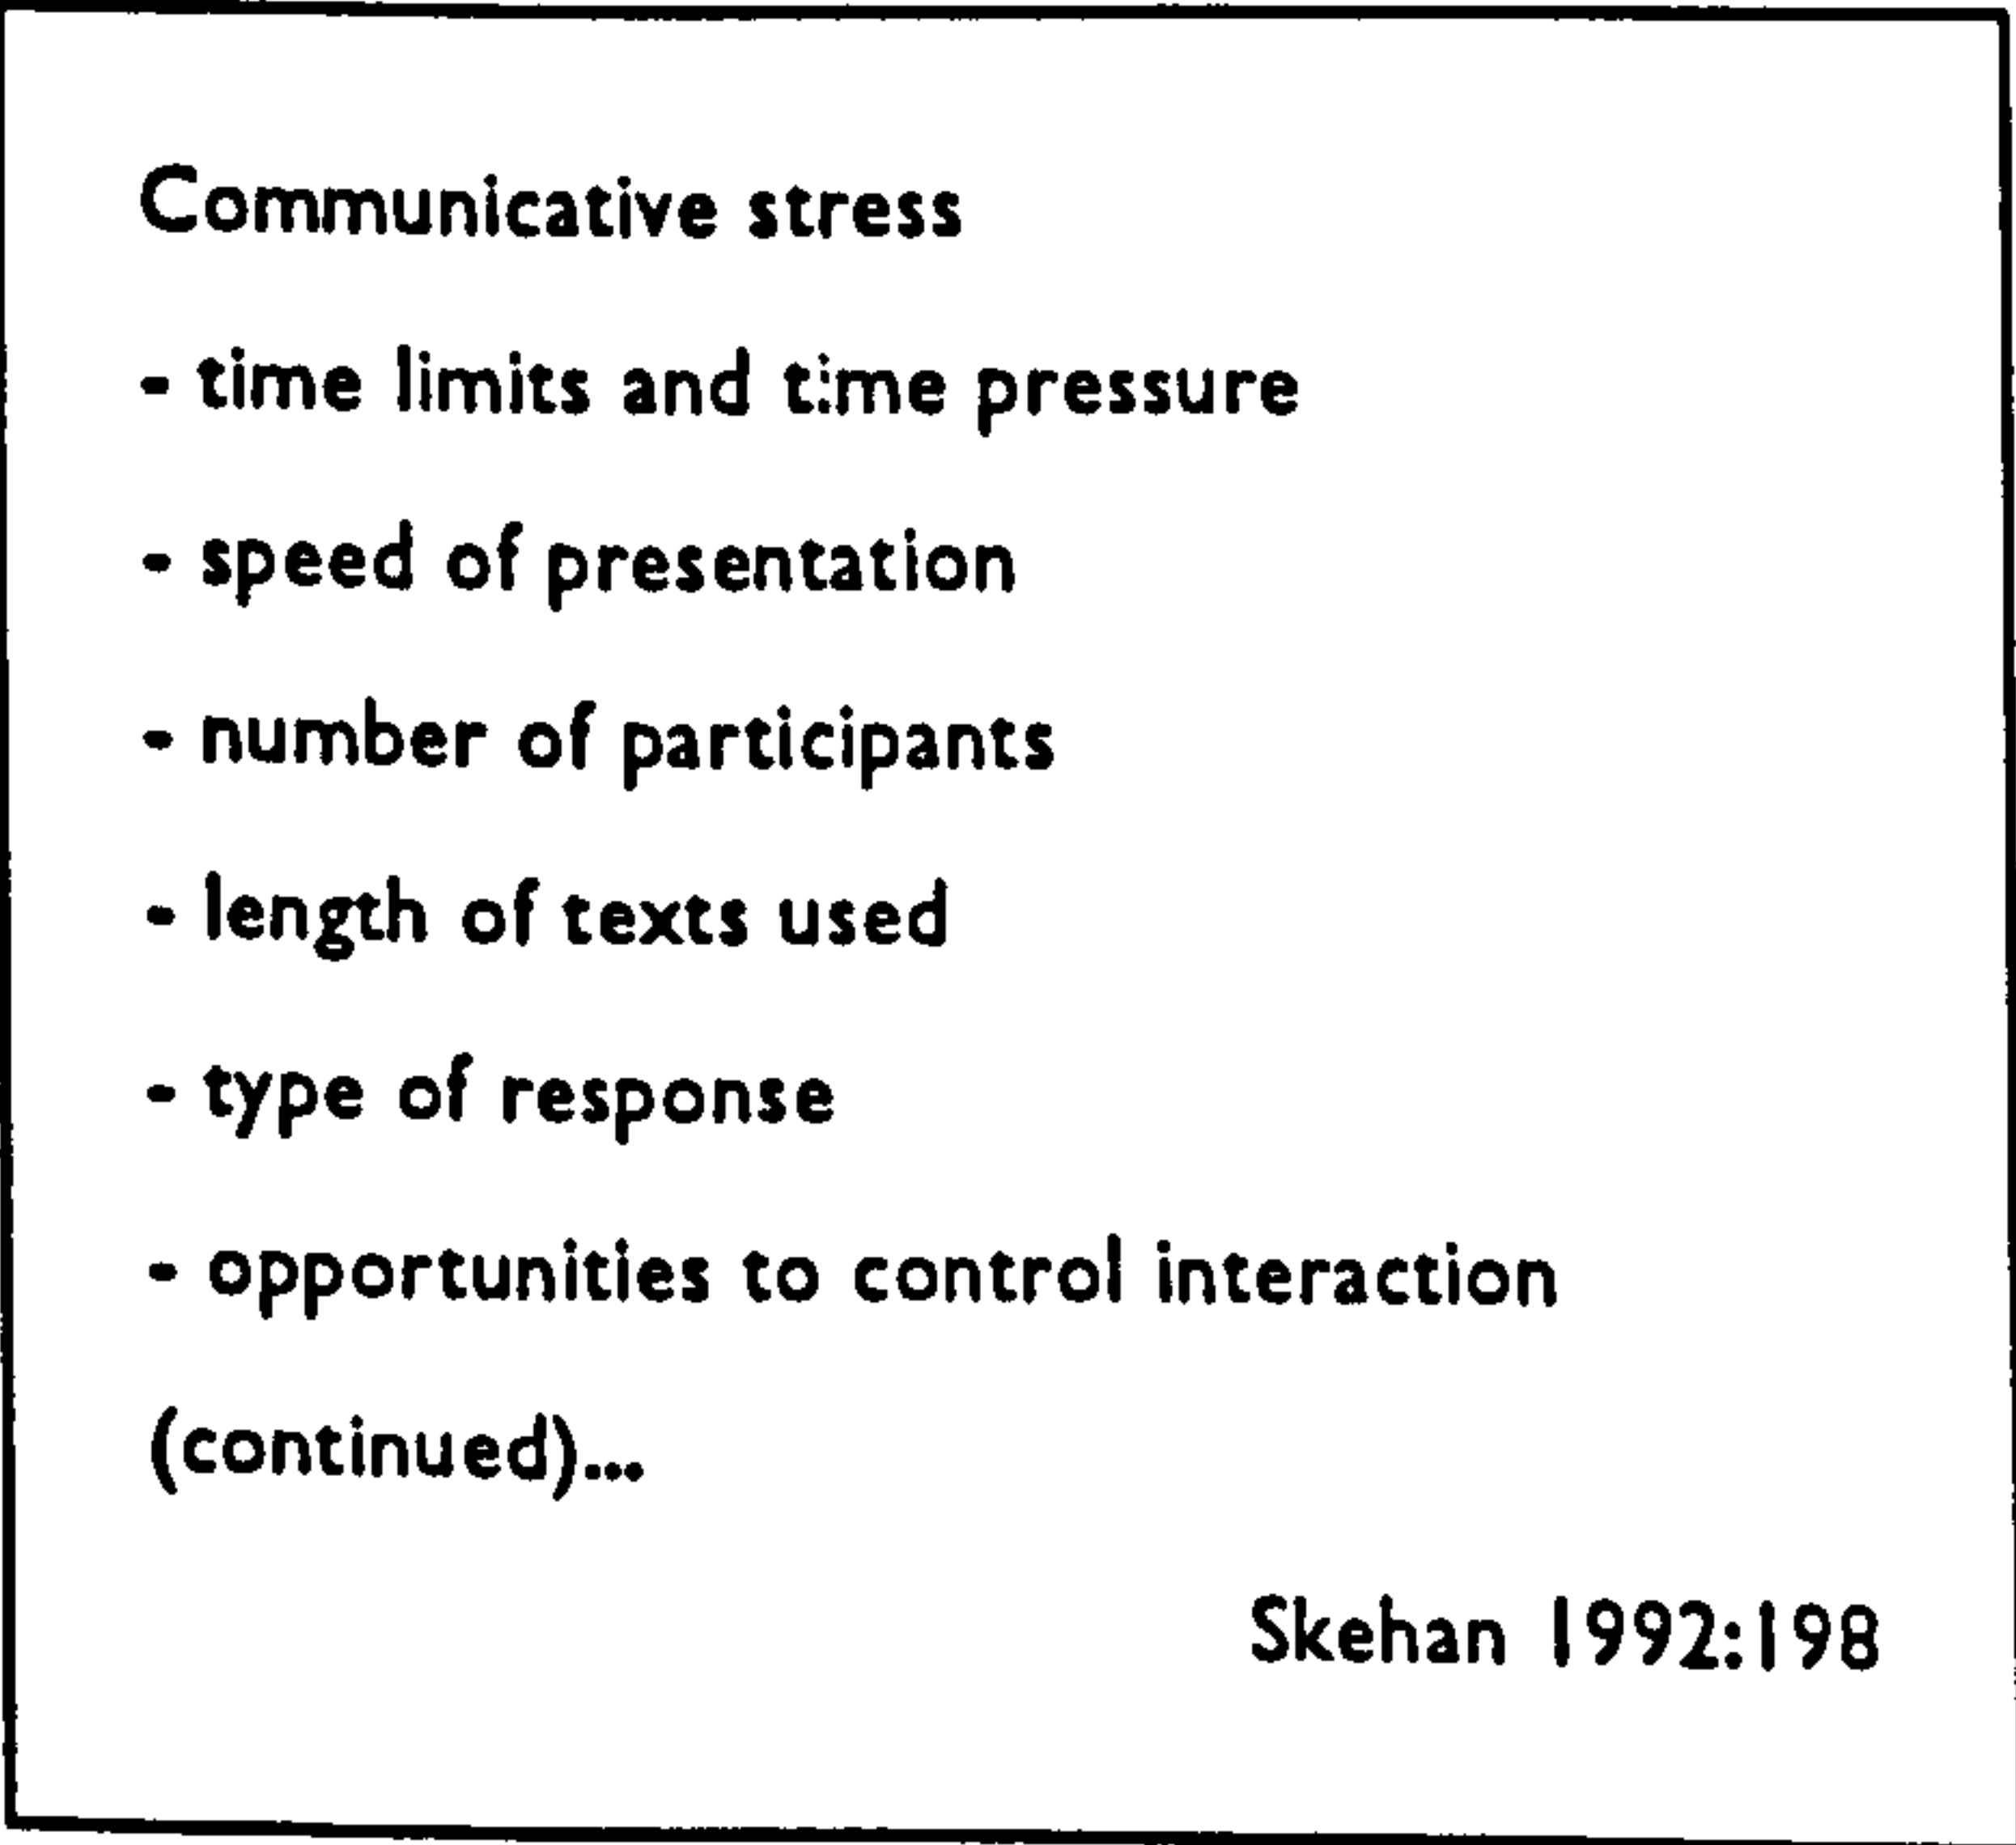 Communicative stress
- time limits and time pressure
- speed of presentation
- number of participants
- length of texts used
- type of response
- opportunities to control interaction
(continued)...
Skehan 1992:198